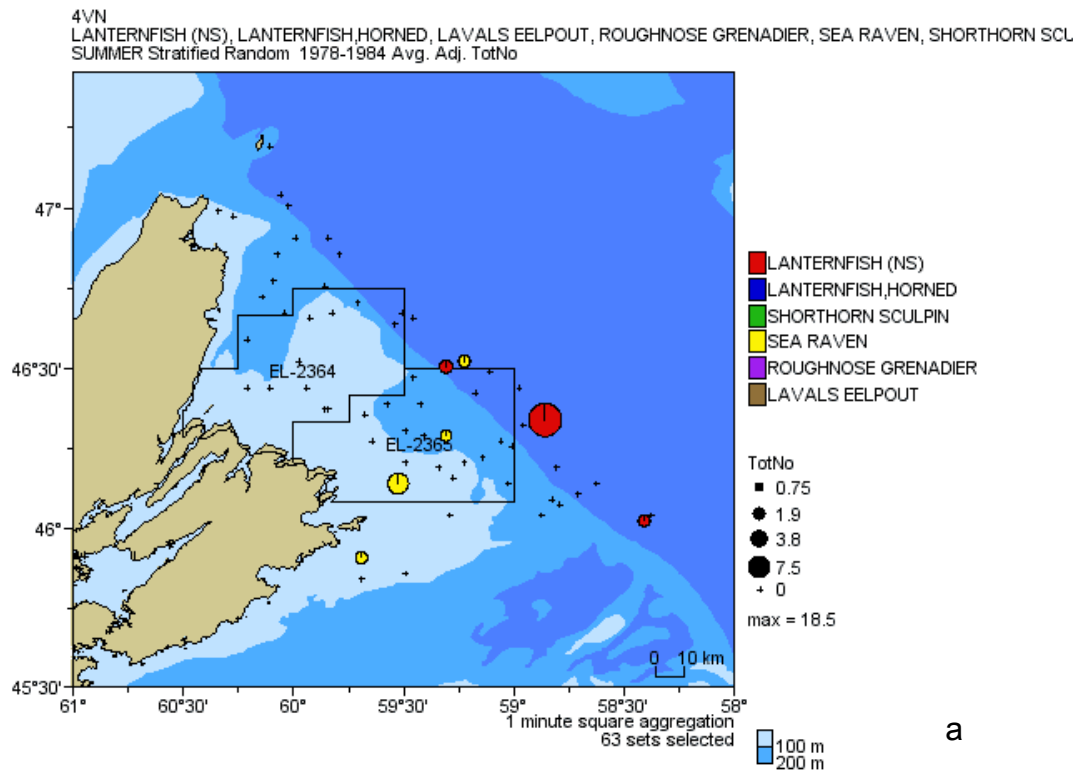 4VN
LANTERNFISH (NS), LANTERNFISH,HORNED, LAVALS EELPOUT, ROUGHNOSE GRENADIER, SEA RAVEN, SHORTHORN SCU
SUMMER Stratified Random 1978-1984 Avg. Adj. TotNo
47°
46°30'
46°
45°30'
61°
60°30'
60°
59°30'
59°
58°30'
58°
EL-2364
EL-2365
0 10 km
LANTERNFISH (NS)
LANTERNFISH,HORNED
SHORTHORN SCULPIN
SEA RAVEN
ROUGHNOSE GRENADIER
LAVALS EELPOUT
TotNo
0.75
1.9
3.8
7.5
0
max = 18.5
1 minute square aggregation
63 sets selected
100 m
200 m
a